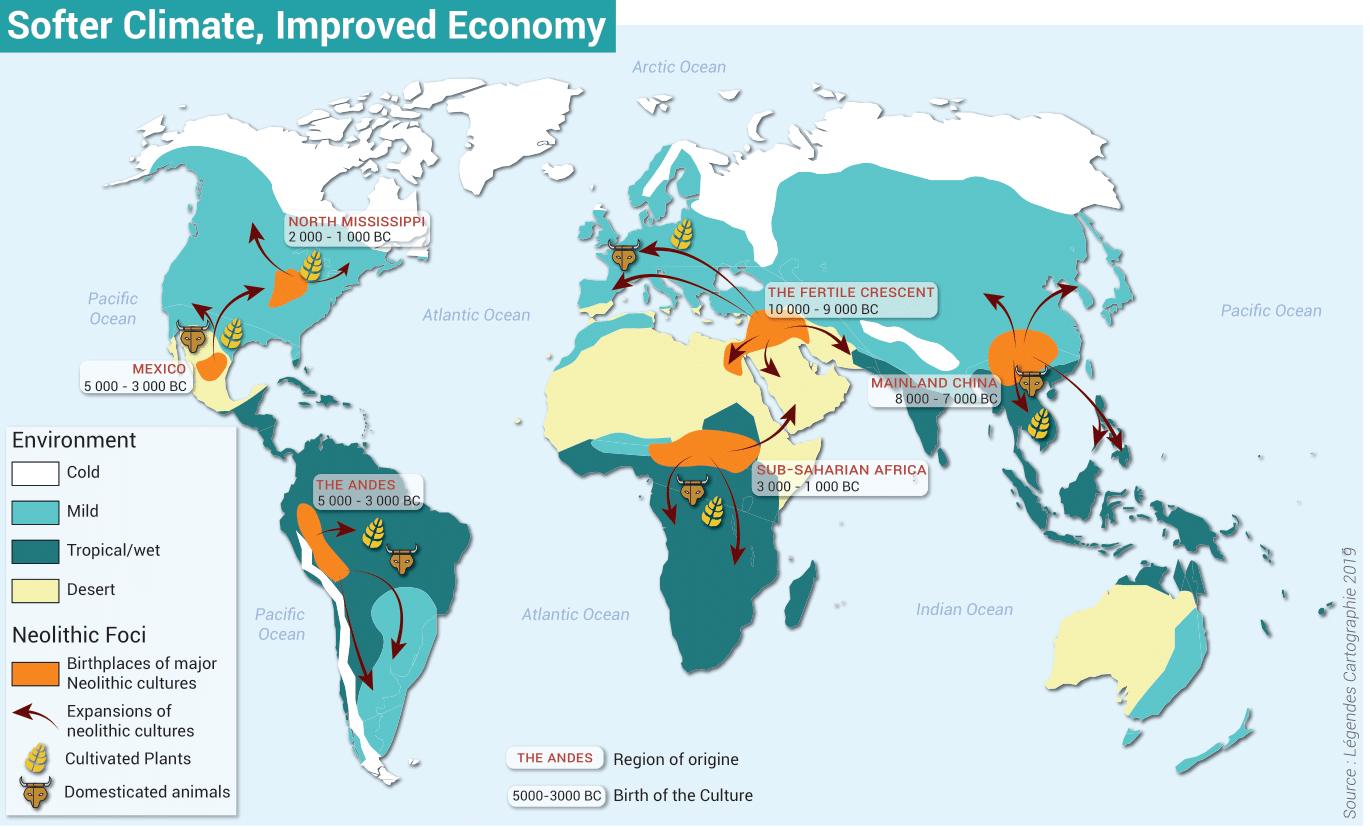 Softer Climate, Improved Economy
Arctic Ocean
NORTH MISSISSIPPI
2 000 - 1 000 BC
Pacific
Ocean
Atlantic Ocean
THE FERTILE CRESCENT
10 000 - 9 000 BC
Pacific Ocean
MEXICO
5 000 - 3 000 BC
MAINLAND CHINA
8 000 - 7 000 BC
SUB-SAHARIAN AFRICA
3 000 - 1 000 BC
THE ANDES
5 000 - 3 000 BC
Pacific
Ocean
Atlantic Ocean
Indian Ocean
Environment
Cold
Mild
Tropical/wet
Desert
Neolithic Foci
Birthplaces of major
Neolithic cultures
Expansions of
neolithic cultures
Cultivated Plants
Domesticated animals
THE ANDES
Region of origine
5000-3000 BC
Birth of the Culture
Source : Légendes Cartographie 2019